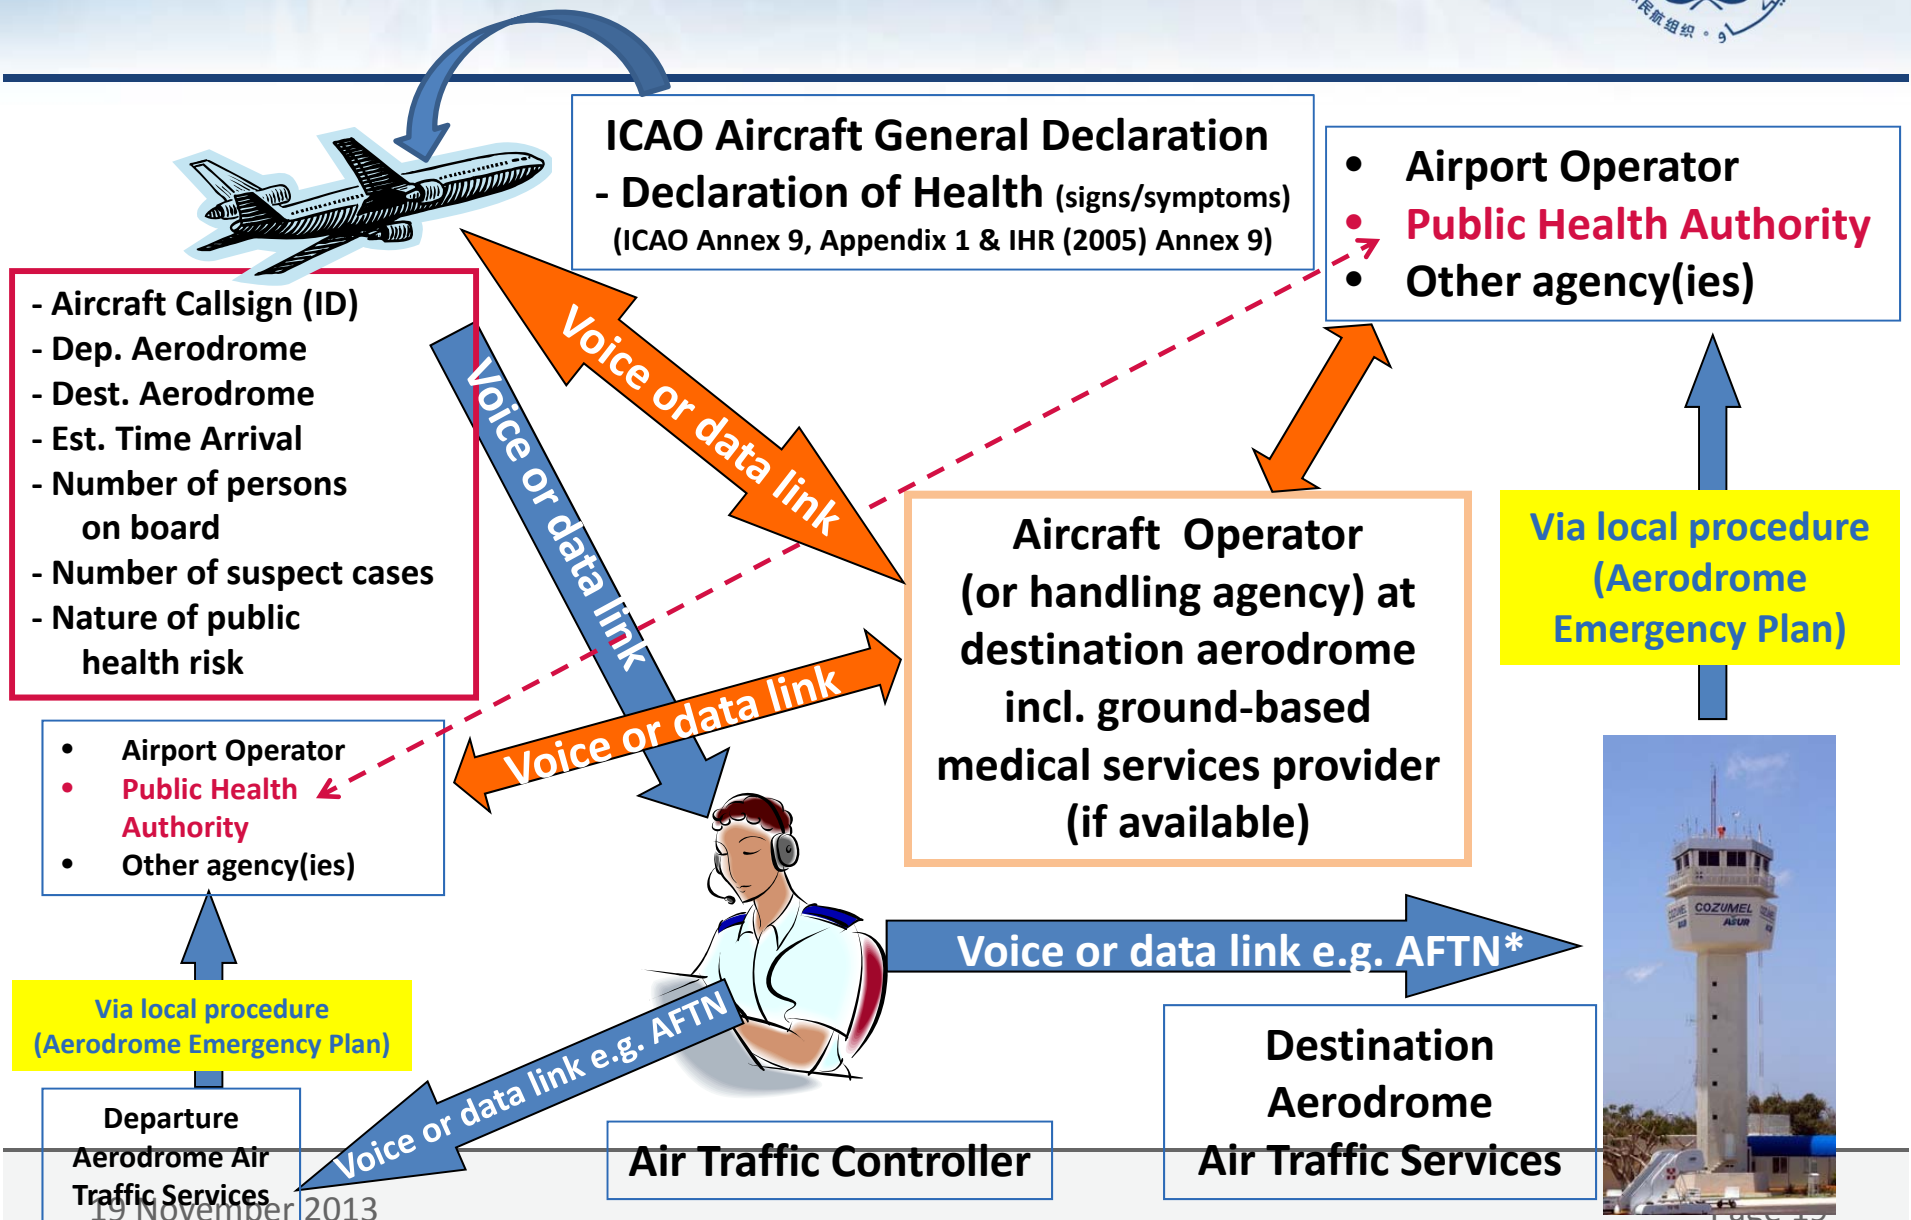 民航组织
ICAO Aircraft General Declaration
- Declaration of Health (signs/symptoms)
(ICAO Annex 9, Appendix 1 & IHR (2005) Annex 9)
• Airport Operator
• Public Health Authority
• Other agency(ies)
- Aircraft Callsign (ID)
- Dep. Aerodrome
- Dest. Aerodrome
- Est. Time Arrival
- Number of persons
on board
- Number of suspect cases
- Nature of public
health risk
Voice or data link
Voice or data link
Aircraft Operator
(or handling agency) at
destination aerodrome
incl. ground-based
medical services provider
(if available)
Via local procedure
(Aerodrome
Emergency Plan)
Voice or data link
• Airport Operator
• Public Health
Authority
• Other agency(ies)
COZUMEL
ASUR
Voice or data link e.g. AFTN*
Via local procedure
(Aerodrome Emergency Plan)
Voice or data link e.g. AFTN
Departure
Aerodrome Air
Traffic Services
Air Traffic Controller
Destination
Aerodrome
Air Traffic Services
19 November 2013